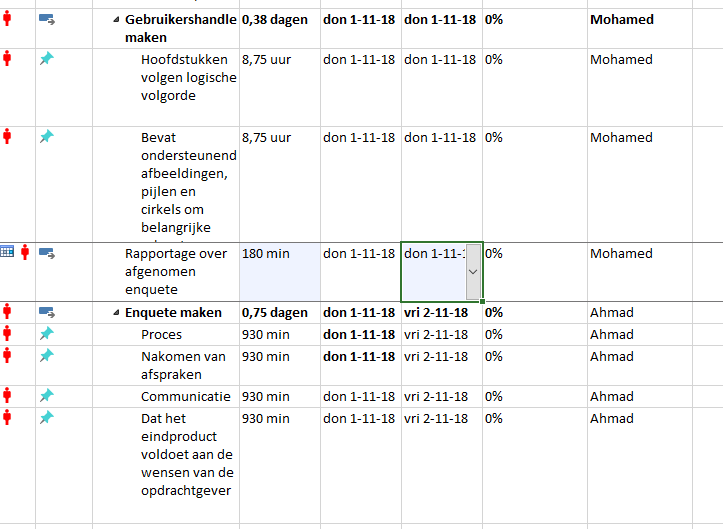 Gebruikershandle 0,38 dagen don 1-11-18 don 1-11-18 0% Mohamed
maken
Hoofdstukken 8,75 uur don 1-11-18 don 1-11-18 0% Mohamed
volgen logische
volgorde
Bevat 8,75 uur don 1-11-18 don 1-11-18 0% Mohamed
ondersteunend
afbeeldingen,
pijlen en
cirkels om
belangrijke
Rapportage over 180 min don 1-11-18 don 1-11- 0% Mohamed
afgenomen
enquete
Enquete maken 0,75 dagen don 1-11-18 vri 2-11-18 0% Ahmad
Proces 930 min don 1-11-18 vri 2-11-18 0% Ahmad
Nakomen van 930 min don 1-11-18 vri 2-11-18 0% Ahmad
afspraken
Communicatie 930 min don 1-11-18 vri 2-11-18 0% Ahmad
Dat het 930 min don 1-11-18 vri 2-11-18 0% Ahmad
eindproduct
voldoet aan de
wensen van de
opdrachtgever